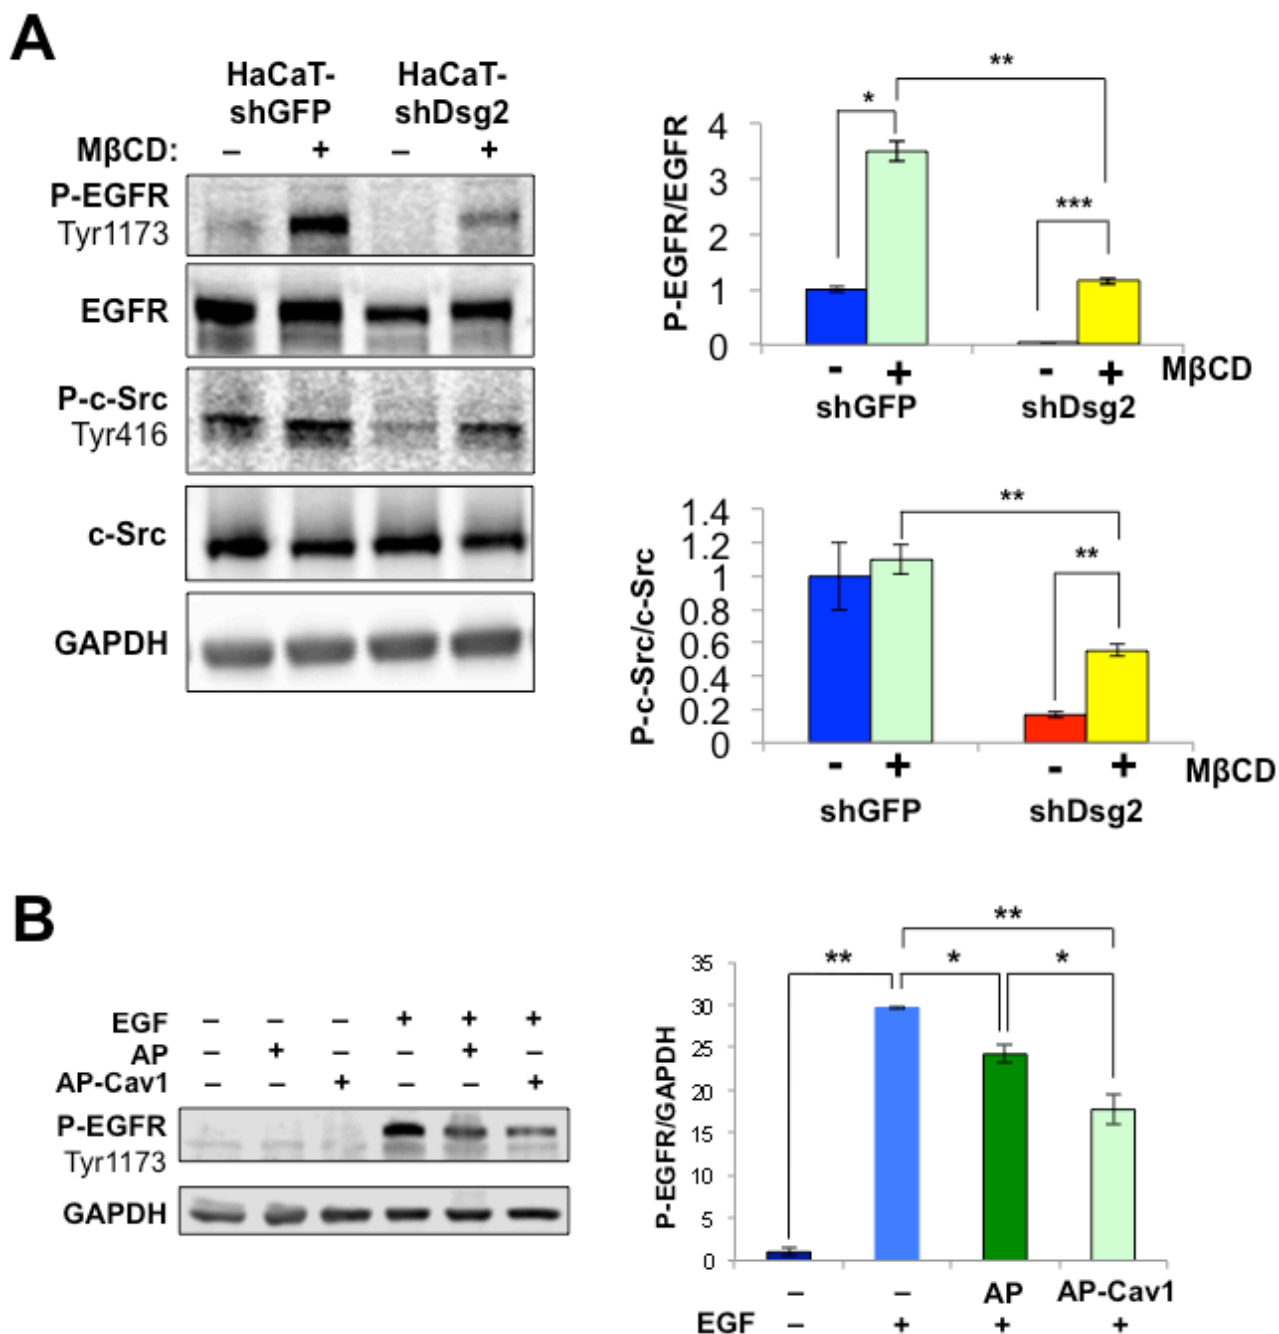 A
HaCaT-
shGFP
HaCaT-
shDsg2
MβCD: – + – +
P-EGFR
Tyr1173
EGFR
P-c-Src
Tyr416
c-Src
GAPDH
**
*
***
P-EGFR/EGFR
4
3
2
1
0
- + - + MβCD
shGFP shDsg2
**
**
P-c-Src/c-Src
1.4
1.2
1
0.8
0.6
0.4
0.2
0
- + - + MβCD
shGFP shDsg2
B
EGF – – – + + +
AP – + – – + –
AP-Cav1 – – + – – +
P-EGFR
Tyr1173
GAPDH
**
** * *
P-EGFR/GAPDH
35
30
25
20
15
10
5
0
– – AP AP-Cav1
EGF – + + +